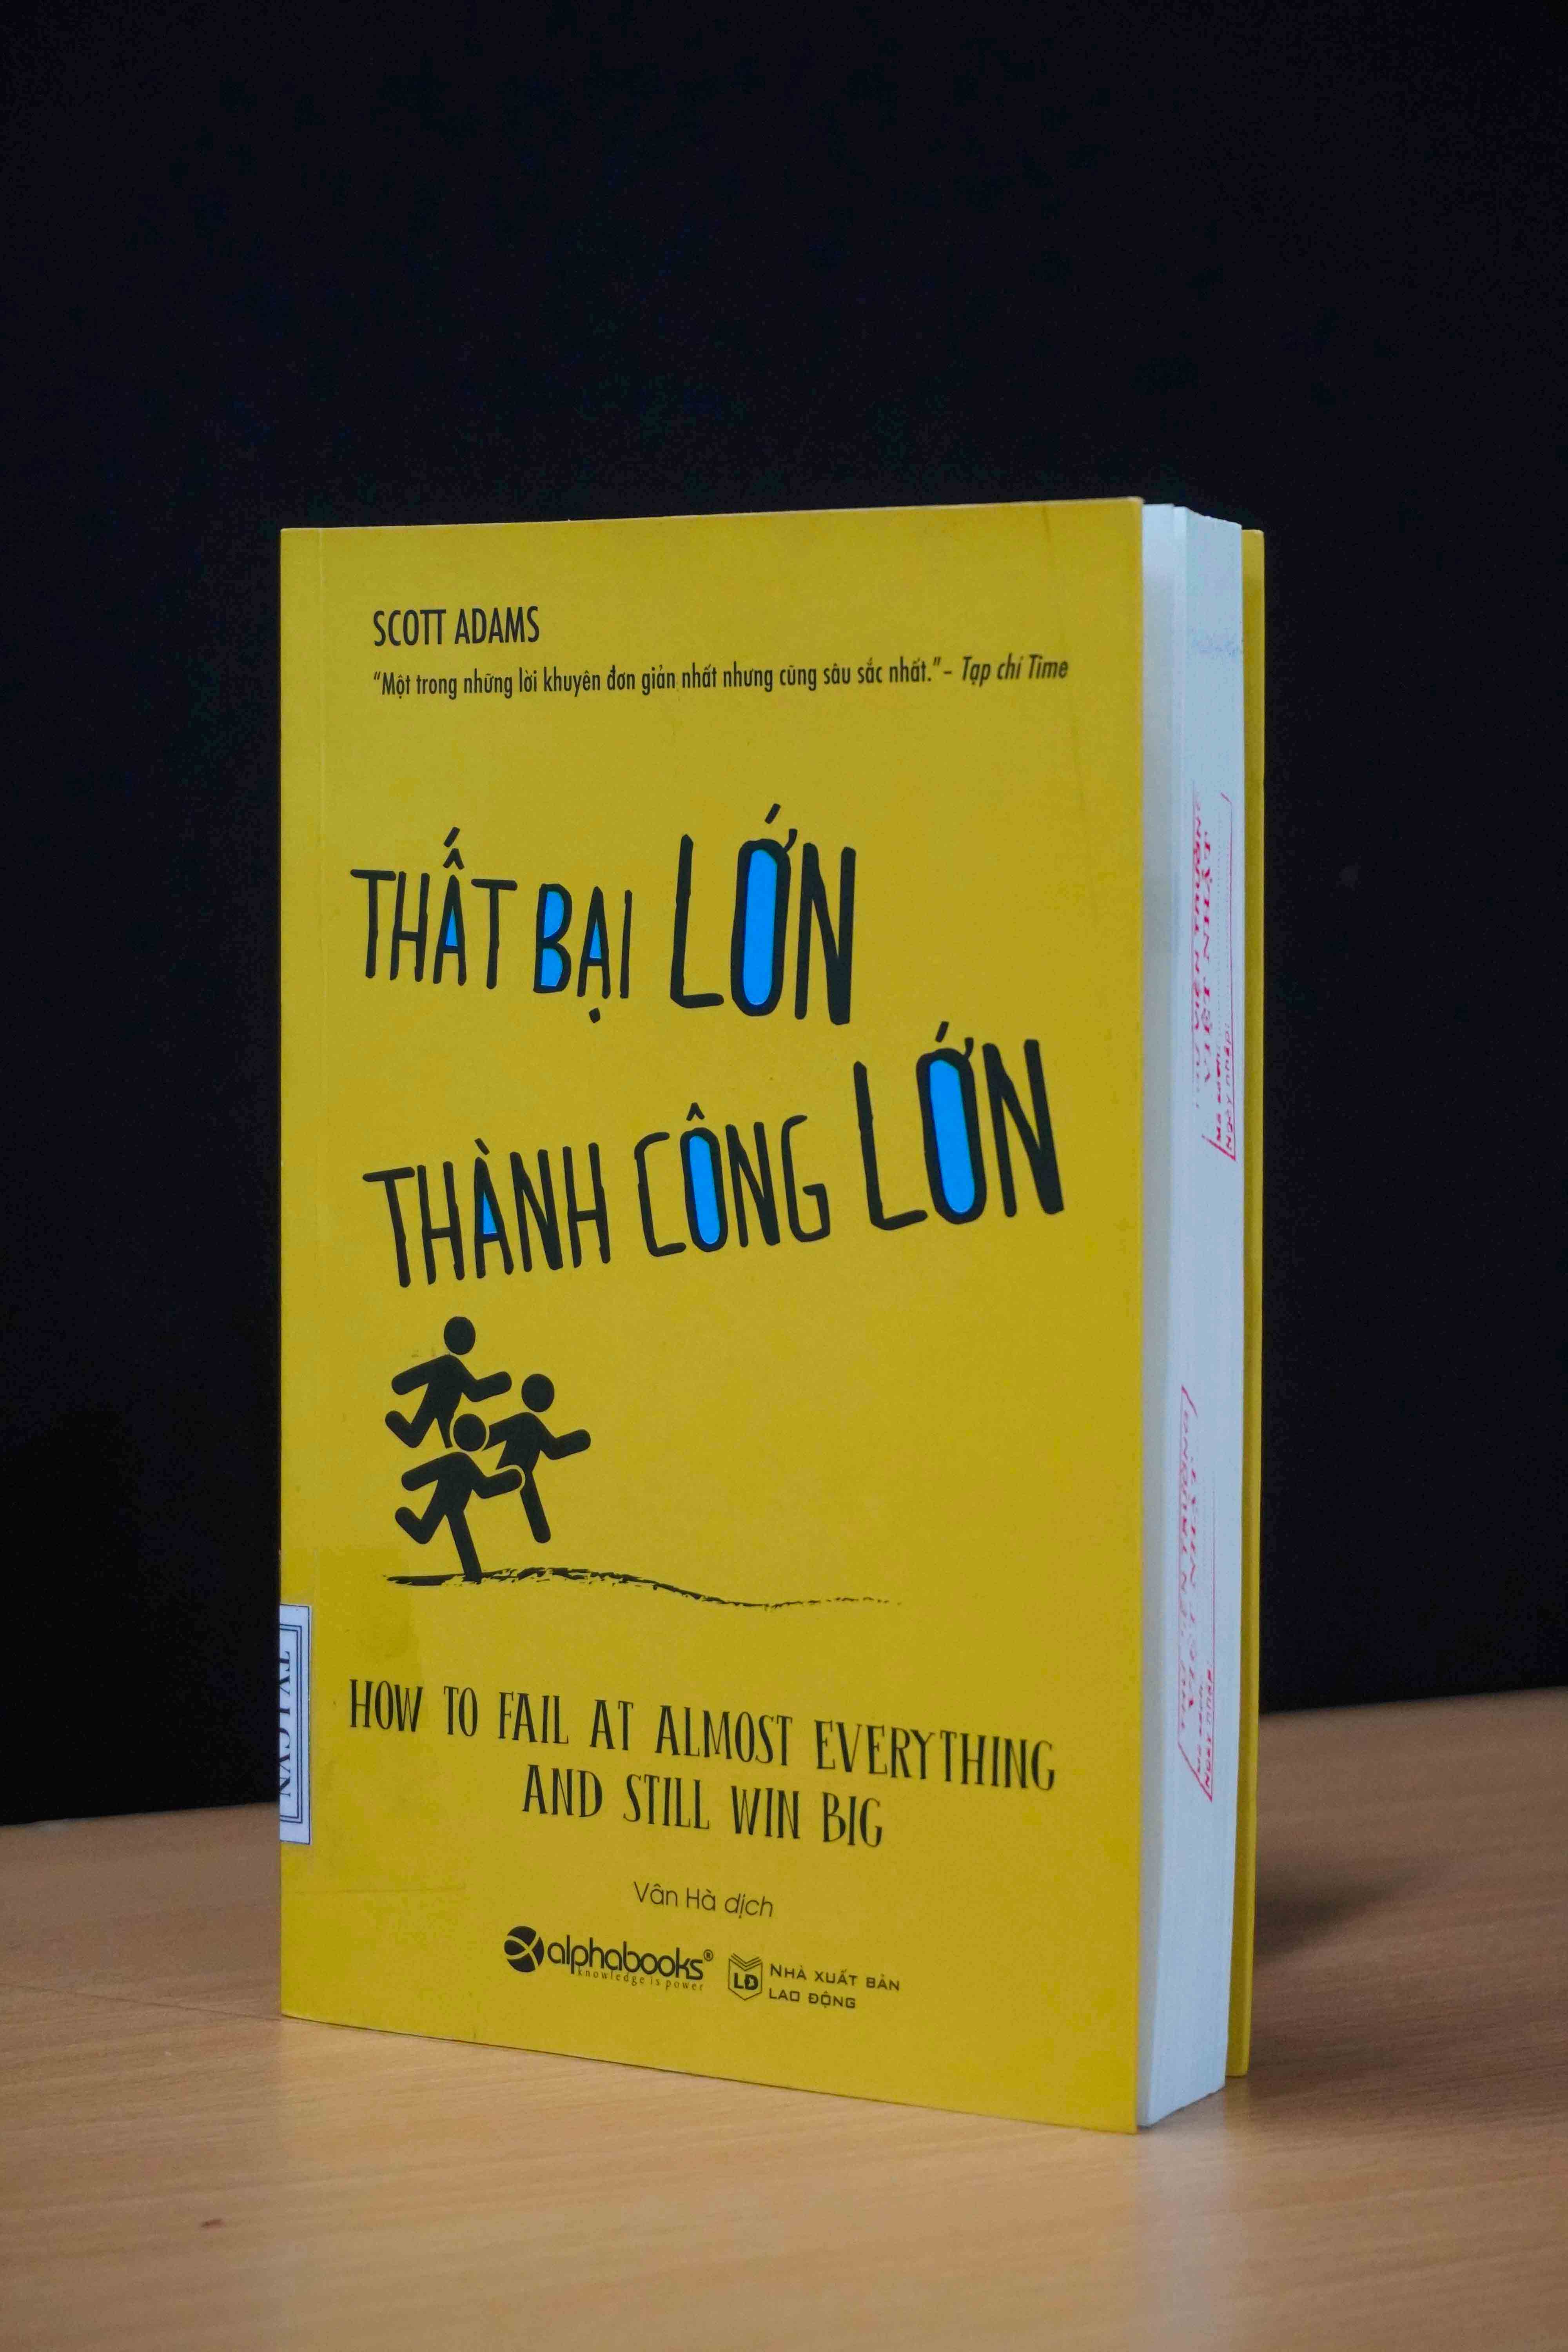 SCOTT ADAMS
“Một trong những lời khuyên đơn giản nhất nhưng cũng sâu sắc nhất.” – Tạp chí Time
THẤT BẠI LỚN
THÀNH CÔNG LỚN
HOW TO FAIL AT ALMOST EVERYTHING
AND STILL WIN BIG
Vân Hà dịch
alphabooks®
knowledge is power
LĐ
NHÀ XUẤT BẢN
LAO ĐỘNG